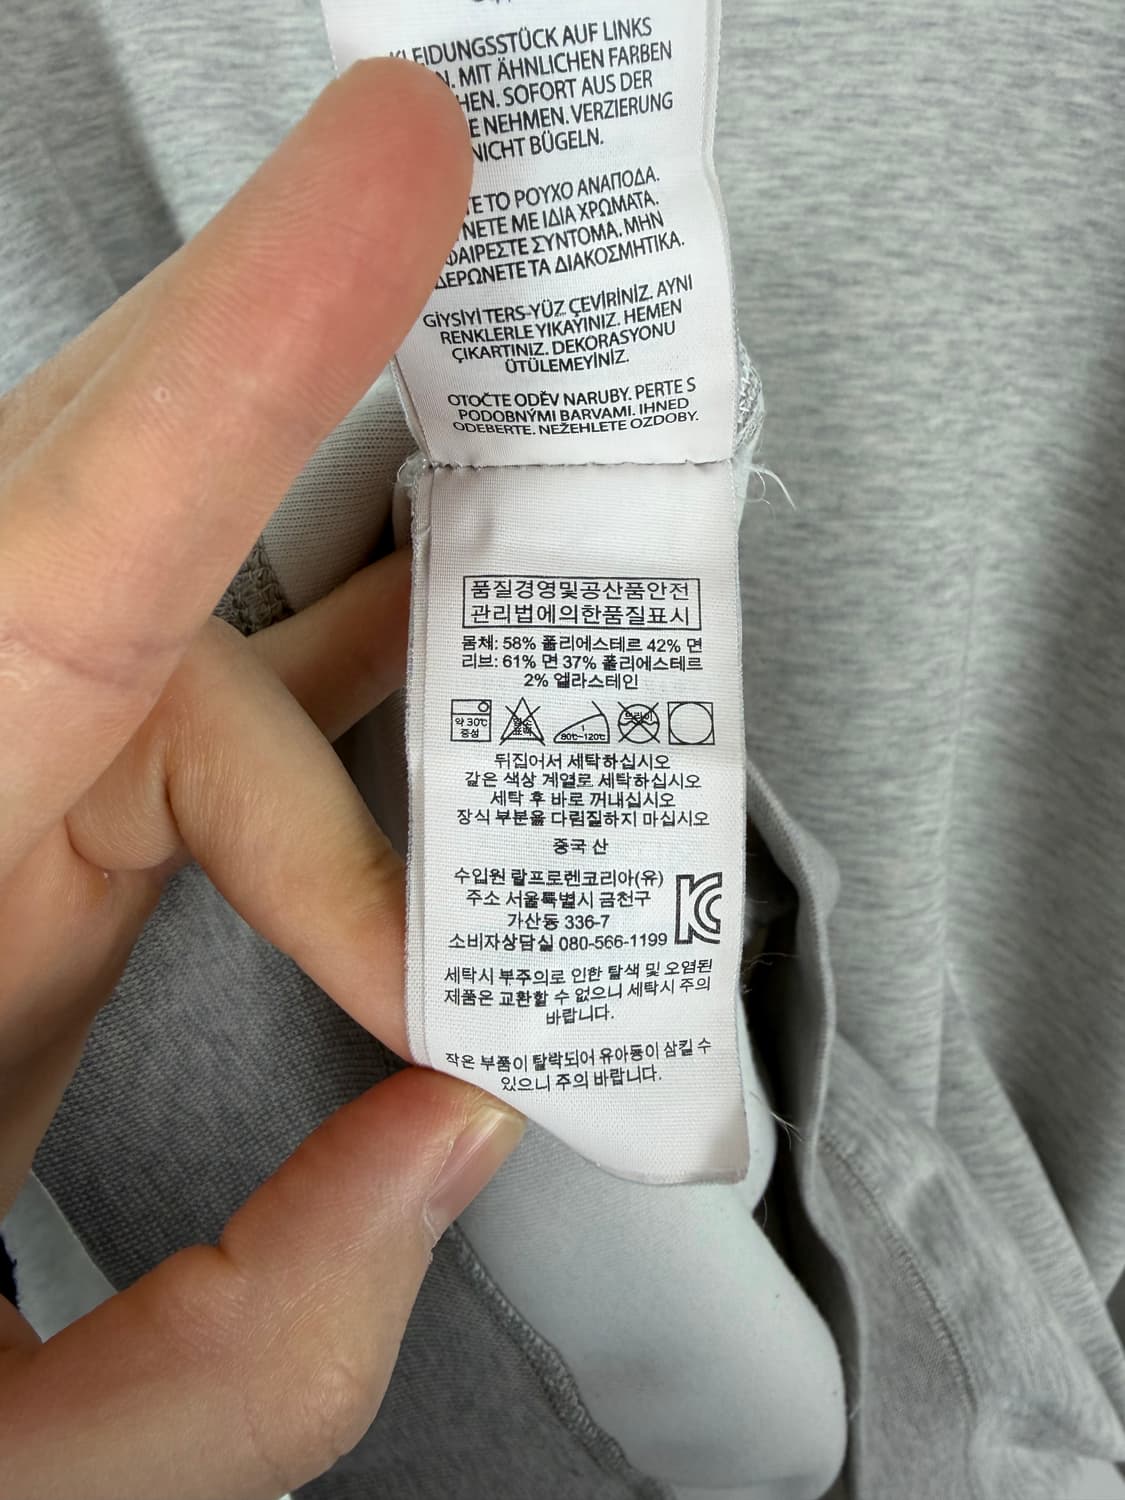 KLEIDUNGSSTÜCK AUF LINKS
MIT ÄHNLICHEN FARBEN
SOFORT AUS DER
NEHMEN. VERZIERUNG
NICHT BÜGELN.
ΤΟ ΡΟΥΧΟ ΑΝΑΠΟΔΑ.
ΜΕ ΙΔΙΑ ΧΡΩΜΑΤΑ.
ΣΥΝΤΟΜΑ. ΜΗΝ
ΤΑ ΔΙΑΚΟΣΜΗΤΙΚΑ.
GİYSİYİ TERS-YÜZ ÇEVİRİNİZ. AYNI
RENKLERLE YIKAYINIZ. HEMEN
ÇIKARTINIZ. DEKORASYONU
ÜTÜLEMEYİNİZ.
OTOČTE ODĚV NARUBY. PERTE S
PODOBNÝMI BARVAMI. IHNED
ODEBERTE. NEŽEHLETE OZDOBY.
품질경영및공산품안전
관리법에의한품질표시
몸체: 58% 폴리에스테르 42% 면
리브: 61% 면 37% 폴리에스테르
2% 엘라스테인
약 30℃
중성
염소
표백
1
80℃~120℃
드라이
뒤집어서 세탁하십시오
같은 색상 계열로 세탁하십시오
세탁 후 바로 꺼내십시오
장식 부분을 다림질하지 마십시오
중국 산
수입원 랄프로렌코리아(유)
주소 서울특별시 금천구
가산동 336-7
소비자상담실 080-566-1199
세탁시 부주의로 인한 탈색 및 오염된
제품은 교환할 수 없으니 세탁시 주의
바랍니다.
작은 부품이 탈락되어 유아동이 삼킬 수
있으니 주의 바랍니다.